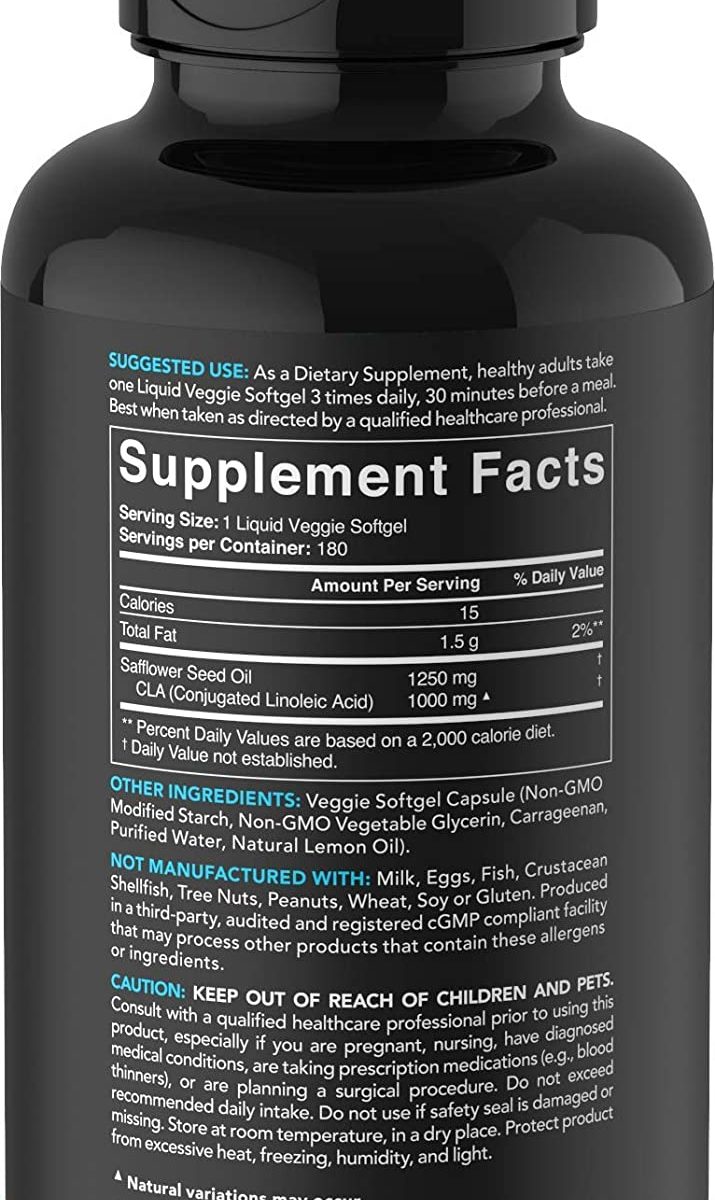 SUGGESTED USE: As a Dietary Supplement, healthy adults take
one Liquid Veggie Softgel 3 times daily, 30 minutes before a meal.
Best when taken as directed by a qualified healthcare professional.
Supplement Facts
Serving Size: 1 Liquid Veggie Softgel
Servings per Container: 180
Amount Per Serving % Daily Value
Calories 15
Total Fat 1.5 g 2%**
Safflower Seed Oil 1250 mg †
CLA (Conjugated Linoleic Acid) 1000 mg ▲ †
** Percent Daily Values are based on a 2,000 calorie diet.
† Daily Value not established.
OTHER INGREDIENTS: Veggie Softgel Capsule (Non-GMO
Modified Starch, Non-GMO Vegetable Glycerin, Carrageenan,
Purified Water, Natural Lemon Oil).
NOT MANUFACTURED WITH: Milk, Eggs, Fish, Crustacean
Shellfish, Tree Nuts, Peanuts, Wheat, Soy or Gluten. Produced
in a third-party, audited and registered cGMP compliant facility
that may process other products that contain these allergens
or ingredients.
CAUTION: KEEP OUT OF REACH OF CHILDREN AND PETS.
Consult with a qualified healthcare professional prior to using this
product, especially if you are pregnant, nursing, have diagnosed
medical conditions, are taking prescription medications (e.g., blood
thinners), or are planning a surgical procedure. Do not exceed
recommended daily intake. Do not use if safety seal is damaged or
missing. Store at room temperature, in a dry place. Protect product
from excessive heat, freezing, humidity, and light.
▲ Natural variations may occur